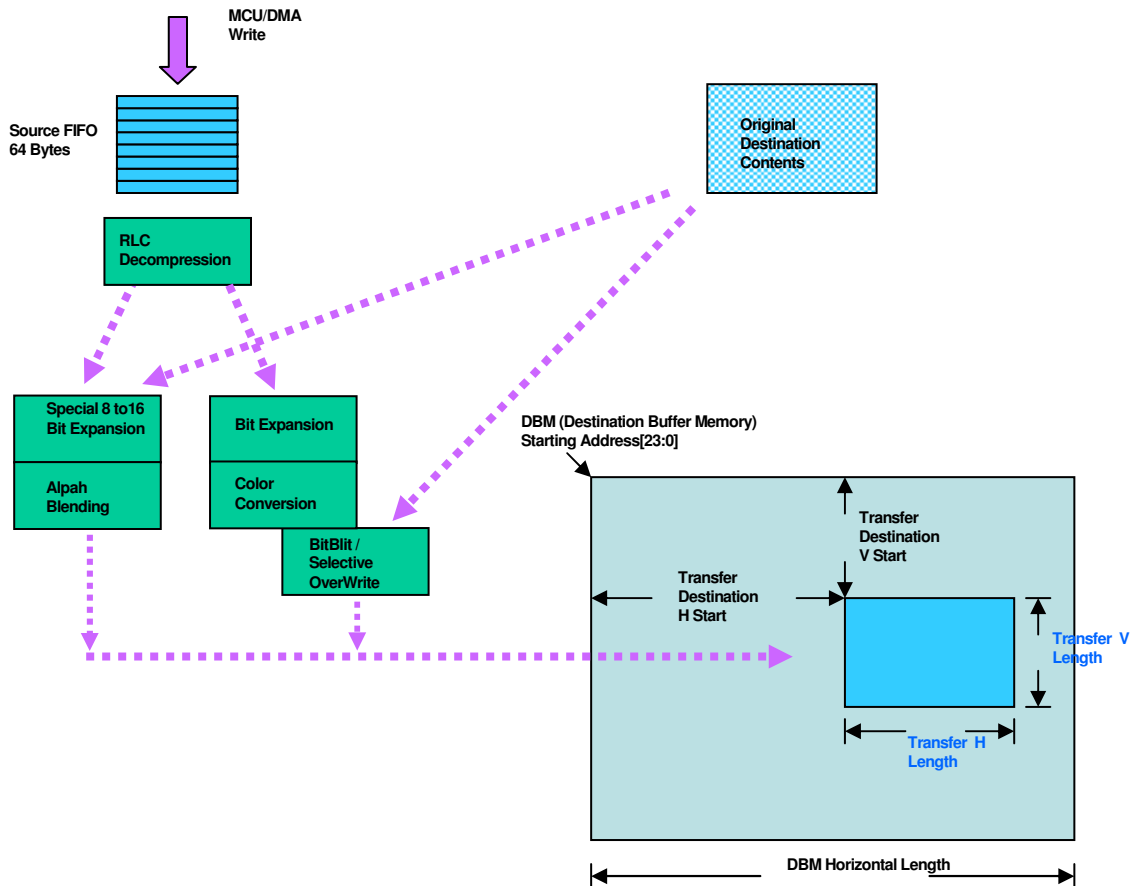 MCU/DMA
Write
Source FIFO
64 Bytes
Original
Destination
Contents
RLC
Decompression
Special 8 to16
Bit Expansion
Alpah
Blending
Bit Expansion
Color
Conversion
BitBlit /
Selective
OverWrite
DBM (Destination Buffer Memory)
Starting Address[23:0]
Transfer
Destination
V Start
Transfer
Destination
H Start
Transfer V
Length
Transfer H
Length
DBM Horizontal Length